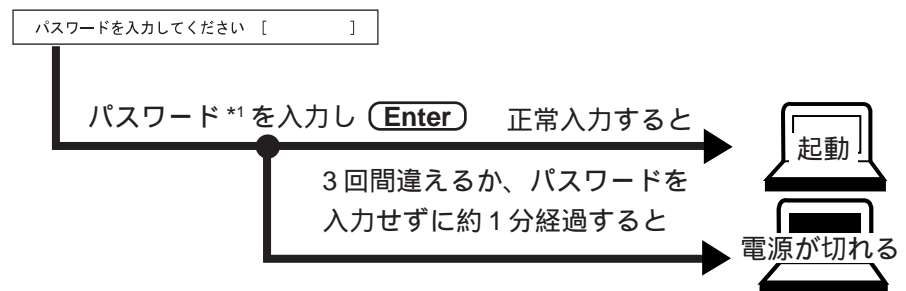 パスワードを入力してください [ ]
パスワード *1 を入力し Enter 正常入力すると
起動
3 回間違えるか、パスワードを
入力せずに約 1 分経過すると
電源が切れる